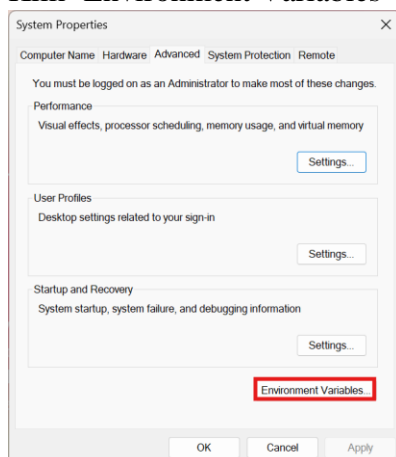 System Properties
Computer Name Hardware Advanced System Protection Remote
You must be logged on as an Administrator to make most of these changes.
Performance
Visual effects, processor scheduling, memory usage, and virtual memory
Settings...
User Profiles
Desktop settings related to your sign-in
Settings...
Startup and Recovery
System startup, system failure, and debugging information
Settings...
Environment Variables...
OK Cancel Apply